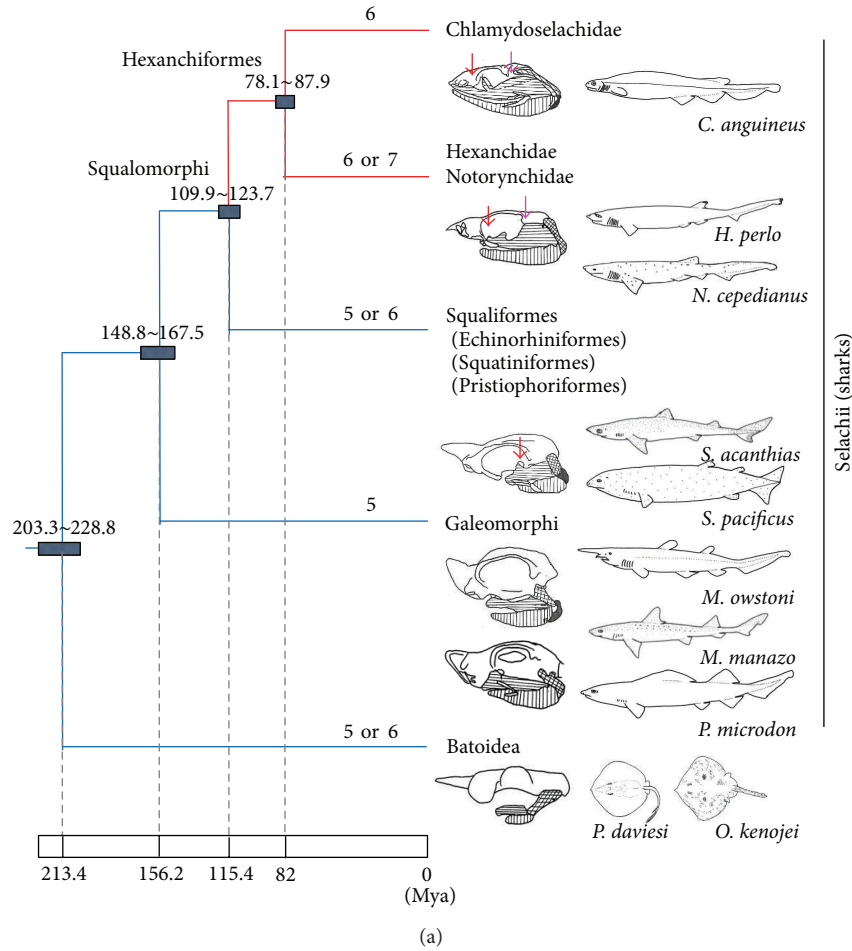 6
Chlamydoselachidae
Hexanchiformes
78.1~87.9
C. anguineus
6 or 7
Hexanchidae
Notorynchidae
Squalomorphi
109.9~123.7
H. perlo
N. cepedianus
5 or 6
Squaliformes
(Echinorhiniformes)
(Squatiniformes)
(Pristiophoriformes)
148.8~167.5
Selachii (sharks)
S. acanthias
S. pacificus
5
Galeomorphi
203.3~228.8
M. owstoni
M. manazo
P. microdon
5 or 6
Batoidea
P. daviesi
O. kenojei
213.4
156.2
115.4
82
0
(Mya)
(a)